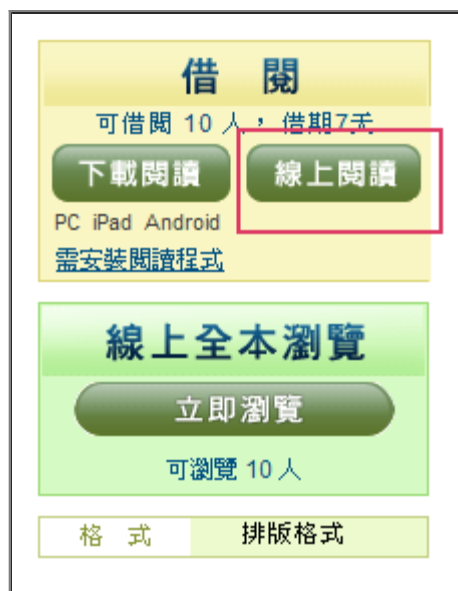 借 閱
可借閱 10 人， 借期7天
下載閱讀 線上閱讀
PC iPad Android
需安裝閱讀程式
線上全本瀏覽
立即瀏覽
可瀏覽 10 人
格 式 排版格式